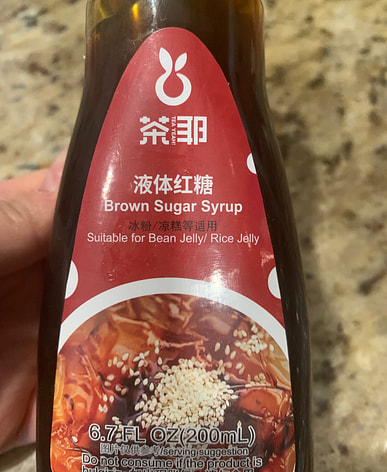 茶耶
TEA YEAH!
液体红糖
Brown Sugar Syrup
冰粉/凉糕等适用
Suitable for Bean Jelly/ Rice Jelly
6.7 FL OZ(200mL)
图片仅供参考/serving suggestion
Do not consume if the product is